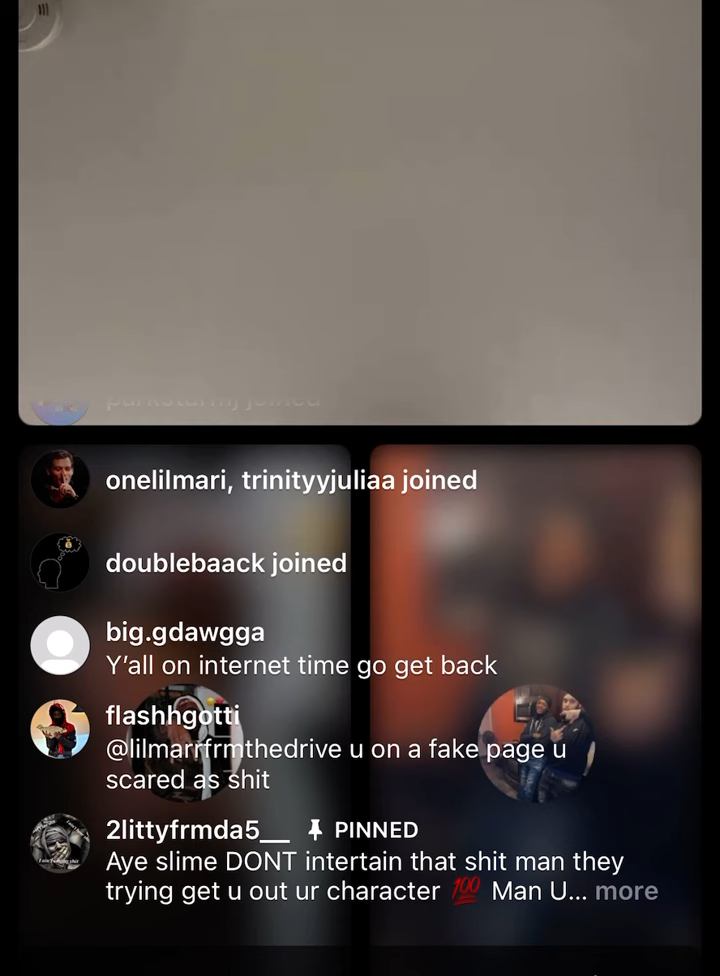 joined
onelilmari, trinityyjuliaa joined
doublebaack joined
big.gdawgga
Y'all on internet time go get back
flashhgotti
@lilmarrfrmthedrive u on a fake page u
scared as shit
2littyfrmda5__ PINNED
Aye slime DONT intertain that shit man they
trying get u out ur character 💯 Man U... more